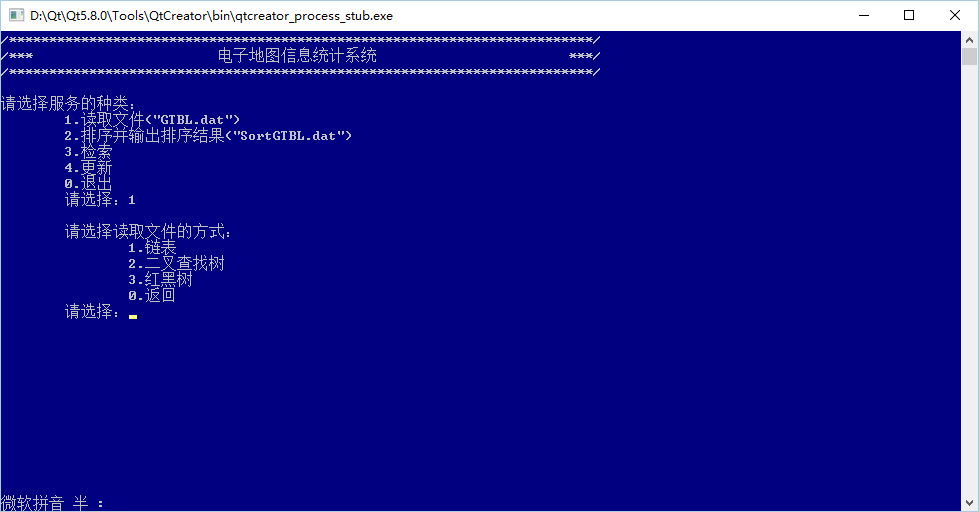 D:\Qt\Qt5.8.0\Tools\QtCreator\bin\qtcreator_process_stub.exe
/*************************************************************************/
/*** 电子地图信息统计系统 ***/
/*************************************************************************/
请选择服务的种类:
1.读取文件("GTBL.dat")
2.排序并输出排序结果("SortGTBL.dat")
3.检索
4.更新
0.退出
请选择: 1
请选择读取文件的方式:
1.链表
2.二叉查找树
3.红黑树
0.返回
请选择:
微软拼音 半 :